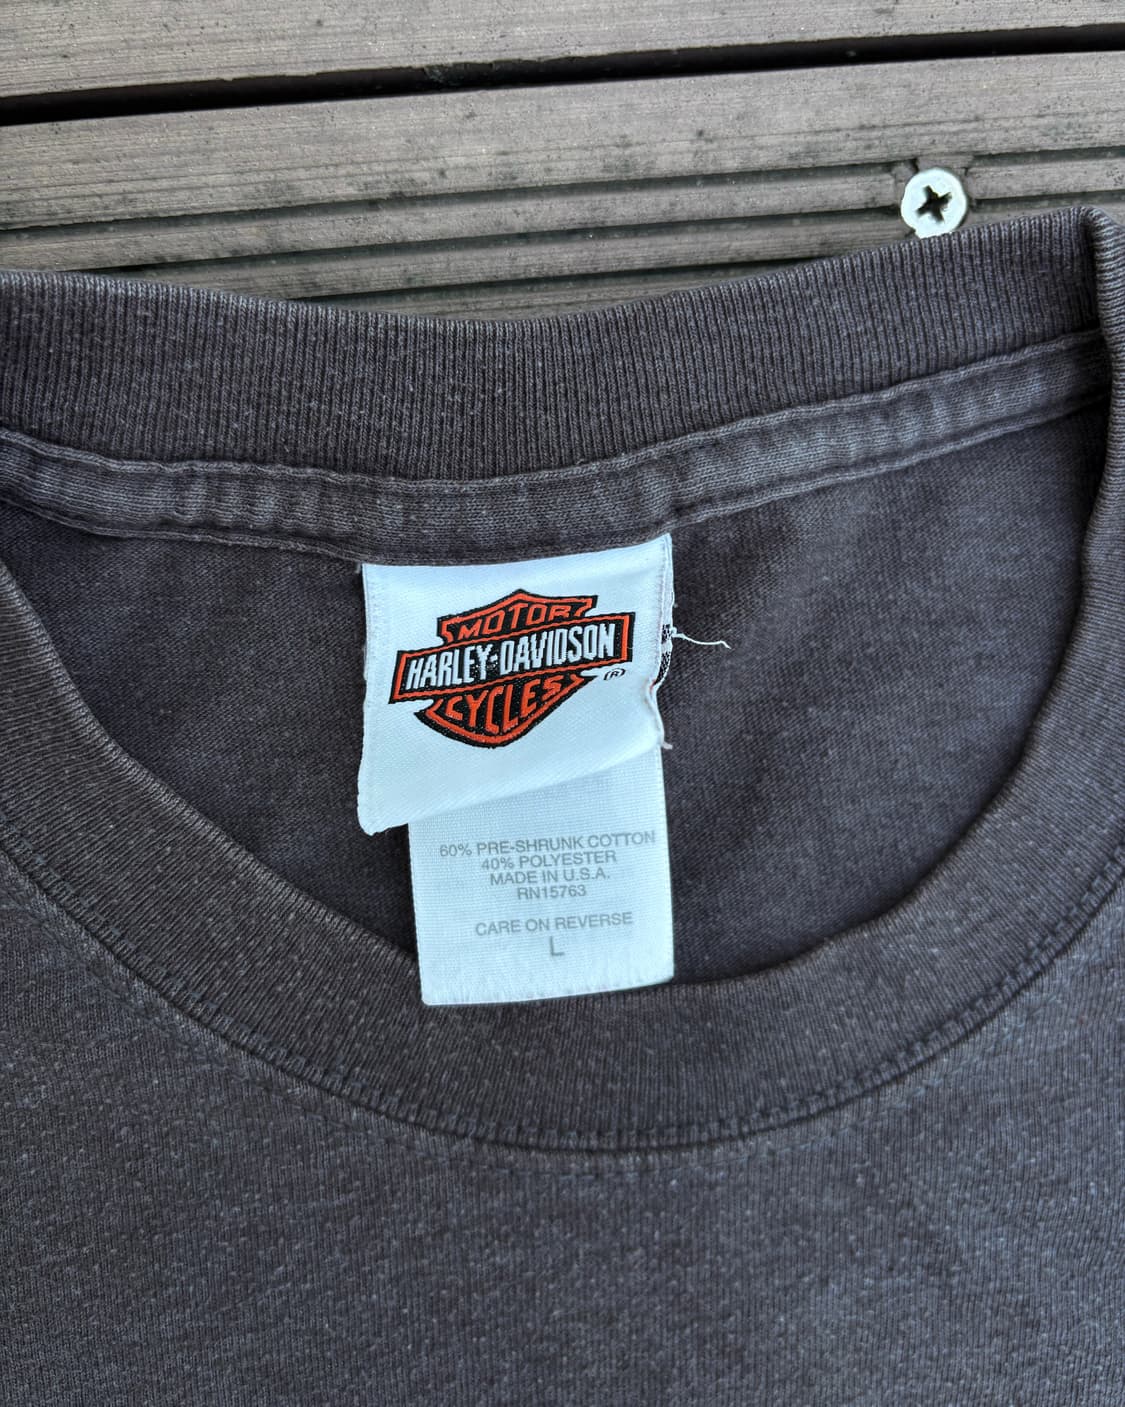 MOTOR
HARLEY-DAVIDSON
CYCLES
®
60% PRE-SHRUNK COTTON
40% POLYESTER
MADE IN U.S.A.
RN15763
CARE ON REVERSE
L